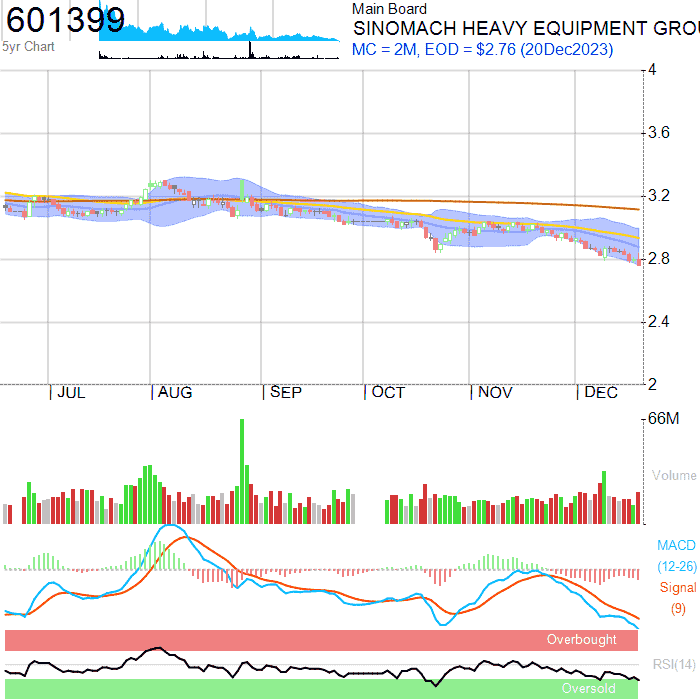 601399
5yr Chart
Main Board
SINOMACH HEAVY EQUIPMENT GROU
MC = 2M, EOD = $2.76 (20Dec2023)
4
3.6
3.2
2.8
2.4
2
JUL
AUG
SEP
OCT
NOV
DEC
66M
Volume
MACD
(12-26)
Signal
(9)
Overbought
RSI(14)
Oversold